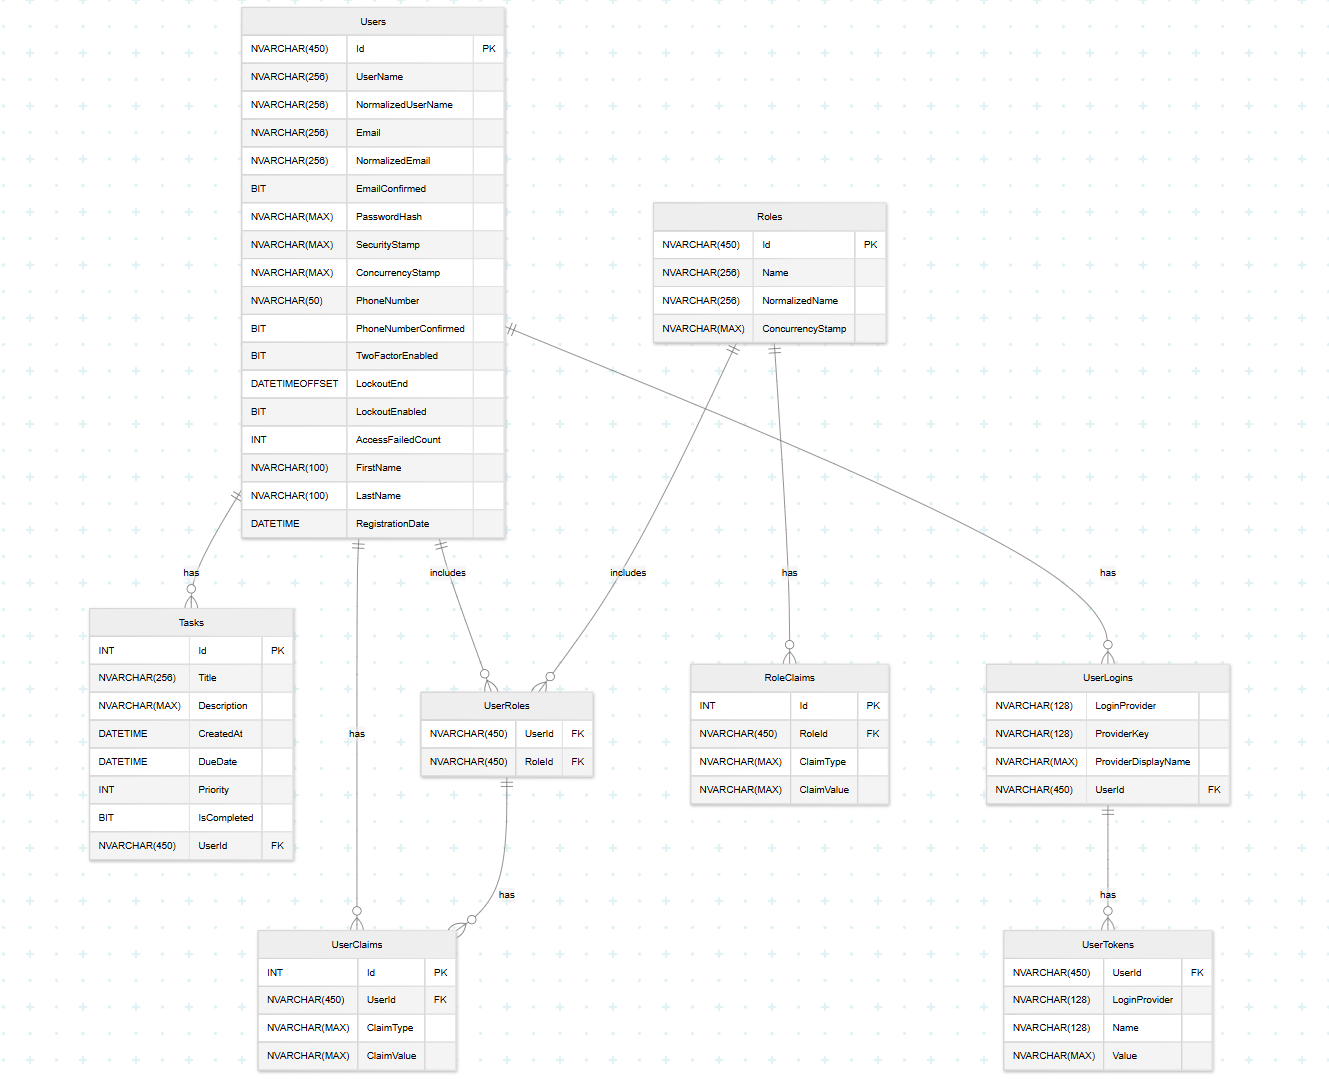 Users
NVARCHAR(450) Id PK
NVARCHAR(256) UserName
NVARCHAR(256) NormalizedUserName
NVARCHAR(256) Email
NVARCHAR(256) NormalizedEmail
BIT EmailConfirmed
NVARCHAR(MAX) PasswordHash
NVARCHAR(MAX) SecurityStamp
NVARCHAR(MAX) ConcurrencyStamp
NVARCHAR(50) PhoneNumber
BIT PhoneNumberConfirmed
BIT TwoFactorEnabled
DATETIMEOFFSET LockoutEnd
BIT LockoutEnabled
INT AccessFailedCount
NVARCHAR(100) FirstName
NVARCHAR(100) LastName
DATETIME RegistrationDate
Roles
NVARCHAR(450) Id PK
NVARCHAR(256) Name
NVARCHAR(256) NormalizedName
NVARCHAR(MAX) ConcurrencyStamp
has
includes
includes
has
has
Tasks
INT Id PK
NVARCHAR(256) Title
NVARCHAR(MAX) Description
DATETIME CreatedAt
DATETIME DueDate
INT Priority
BIT IsCompleted
NVARCHAR(450) UserId FK
has
UserRoles
NVARCHAR(450) UserId FK
NVARCHAR(450) RoleId FK
RoleClaims
INT Id PK
NVARCHAR(450) RoleId FK
NVARCHAR(MAX) ClaimType
NVARCHAR(MAX) ClaimValue
UserLogins
NVARCHAR(128) LoginProvider
NVARCHAR(128) ProviderKey
NVARCHAR(MAX) ProviderDisplayName
NVARCHAR(450) UserId FK
has
has
UserClaims
INT Id PK
NVARCHAR(450) UserId FK
NVARCHAR(MAX) ClaimType
NVARCHAR(MAX) ClaimValue
UserTokens
NVARCHAR(450) UserId FK
NVARCHAR(128) LoginProvider
NVARCHAR(128) Name
NVARCHAR(MAX) Value